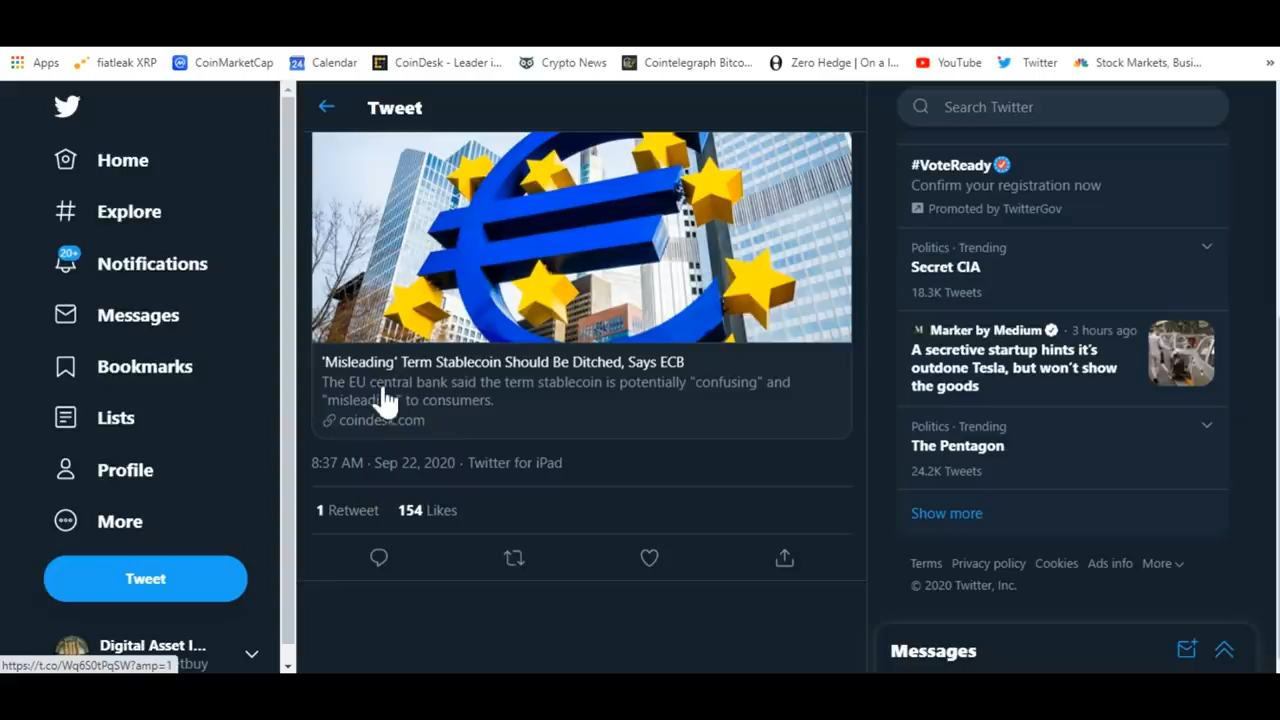 Apps
fiatleak XRP
CoinMarketCap
24
Calendar
CoinDesk - Leader i...
Crypto News
Cointelegraph Bitco...
Zero Hedge | On a l...
YouTube
Twitter
Stock Markets, Busi...
»
Home
Explore
20+
Notifications
Messages
Bookmarks
Lists
Profile
More
Tweet
Digital Asset I...
etbuy
https://t.co/Wq6S0tPqSW?amp=1
Tweet
'Misleading' Term Stablecoin Should Be Ditched, Says ECB
The EU central bank said the term stablecoin is potentially "confusing" and
to consumers.
8:37 AM · Sep 22, 2020 · Twitter for iPad
1 Retweet 154 Likes
Search Twitter
#VoteReady
Confirm your registration now
Promoted by TwitterGov
Politics · Trending
Secret CIA
18.3K Tweets
M Marker by Medium · 3 hours ago
A secretive startup hints it's
outdone Tesla, but won't show
the goods
Politics · Trending
The Pentagon
24.2K Tweets
Show more
Terms Privacy policy Cookies Ads info More
© 2020 Twitter, Inc.
Messages